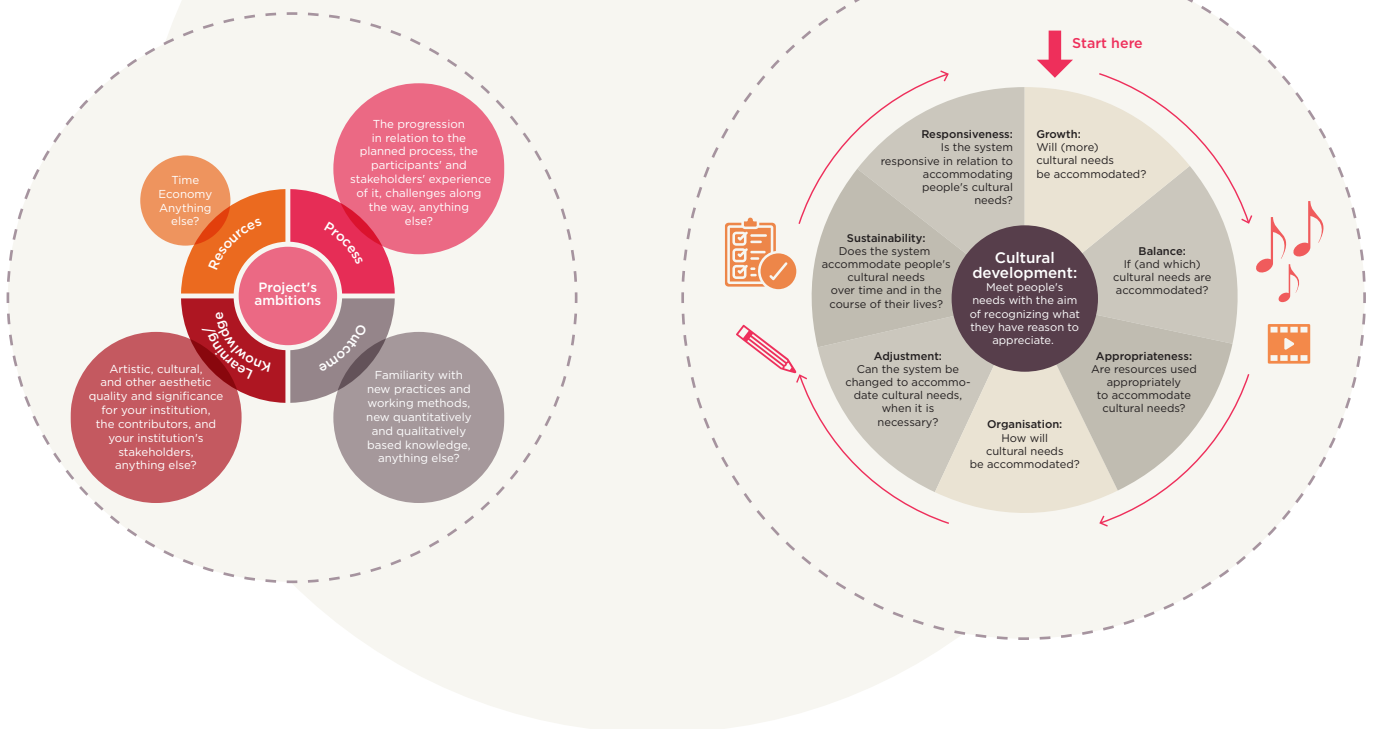 Time
Economy
Anything
else?
The progression
in relation to the
planned process, the
participants' and
stakeholders' experience
of it, challenges along
the way, anything
else?
Resources
Process
Project's
ambitions
Learning/
Knowlwdge
Outcome
Artistic, cultural,
and other aesthetic
quality and significance
for your institution,
the contributors, and
your institution's
stakeholders,
anything else?
Familiarity with
new practices and
working methods,
new quantitatively
and qualitatively
based knowledge,
anything else?
Start here
Growth:
Will (more)
cultural needs
be accommodated?
Balance:
If (and which)
cultural needs are
accommodated?
Appropriateness:
Are resources used
appropriately
to accommodate
cultural needs?
Organisation:
How will
cultural needs
be accommodated?
Adjustment:
Can the system be
changed to accommo-
date cultural needs,
when it is
necessary?
Sustainability:
Does the system
accommodate people's
cultural needs
over time and in the
course of their lives?
Responsiveness:
Is the system
responsive in relation to
accommodating
people's cultural
needs?
Cultural
development:
Meet people's
needs with the aim
of recognizing what
they have reason to
appreciate.